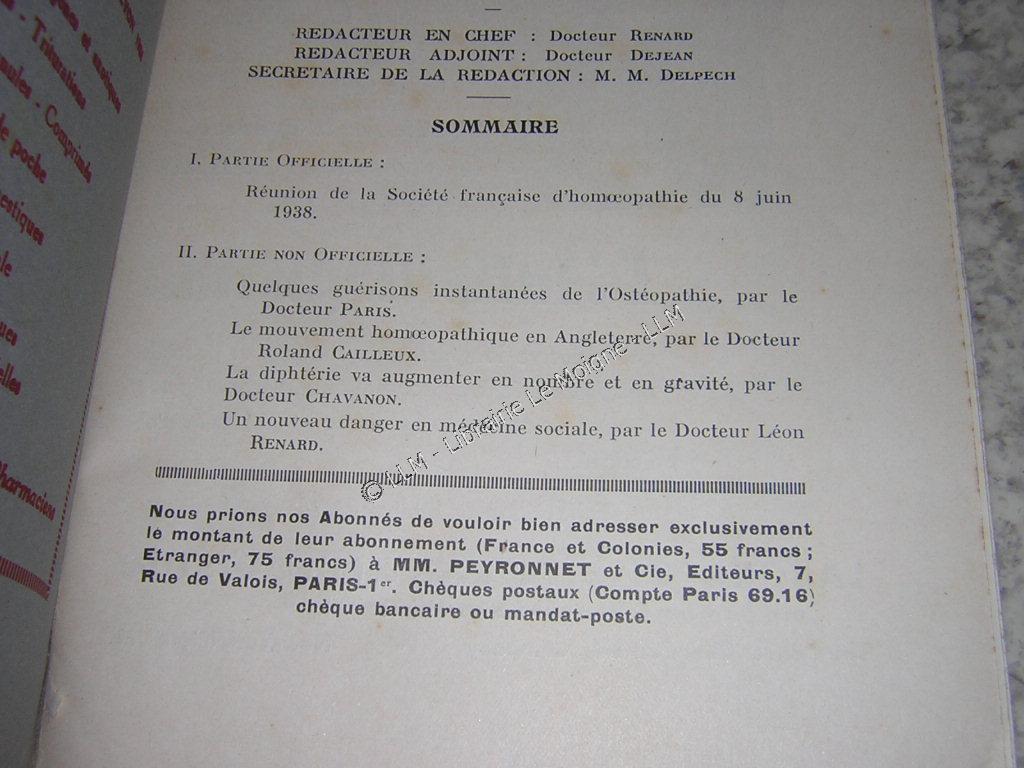 REDACTEUR EN CHEF : Docteur RENARD
REDACTEUR ADJOINT : Docteur DEJEAN
SECRETAIRE DE LA REDACTION : M. M. DELPECH
SOMMAIRE
I. PARTIE OFFICIELLE :
Réunion de la Société française d'homœopathie du 8 juin
1938.
II. PARTIE NON OFFICIELLE :
Quelques guérisons instantanées de l'Ostéopathie, par le
Docteur PARIS.
Le mouvement homœopathique en Angleterre, par le Docteur
Roland CAILLEUX.
La diphtérie va augmenter en nombre et en gravité, par le
Docteur CHAVANON.
Un nouveau danger en médecine sociale, par le Docteur Léon
RENARD.
Nous prions nos Abonnés de vouloir bien adresser exclusivement
le montant de leur abonnement (France et Colonies, 55 francs ;
Etranger, 75 francs) à MM. PEYRONNET et Cie, Editeurs, 7,
Rue de Valois, PARIS-1er. Chèques postaux (Compte Paris 69.16)
chèque bancaire ou mandat-poste.
© LLM - Librairie Le Moigne - LLM
Triturations
Comprimés
poche